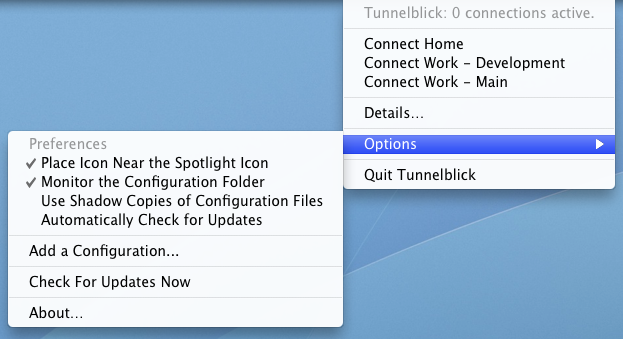 Tunnelblick: 0 connections active.
Connect Home
Connect Work – Development
Connect Work – Main
Details...
Options
Quit Tunnelblick
Preferences
Place Icon Near the Spotlight Icon
Monitor the Configuration Folder
Use Shadow Copies of Configuration Files
Automatically Check for Updates
Add a Configuration...
Check For Updates Now
About...